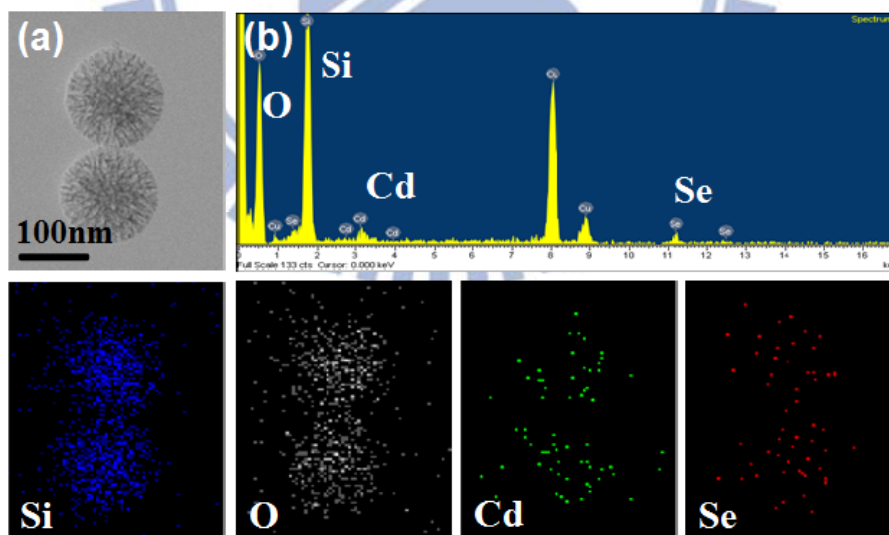 (a)
100nm
(b)
Spectrum
O
Si
Cu
Cu
Se
Cd
Cd
Cd
Cu
Se
Se
O
Si
Cd
Se
0 1 2 3 4 5 6 7 8 9 10 11 12 13 14 15 16
Full Scale 133 cts Cursor: 0.000 keV
Si
O
Cd
Se